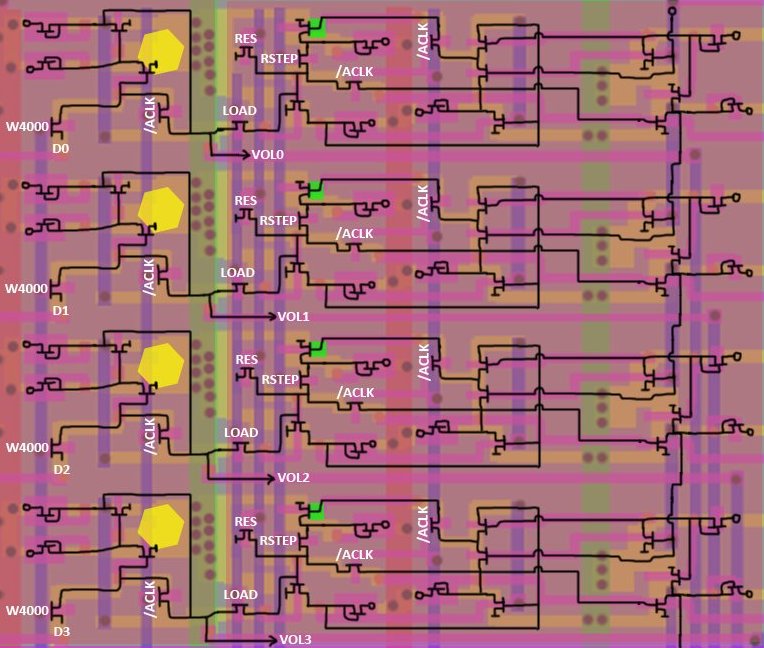 /ACLK
RES
RSTEP
/ACLK
/ACLK
LOAD
W4000
D0
VOL0
/ACLK
RES
RSTEP
/ACLK
/ACLK
LOAD
W4000
D1
VOL1
/ACLK
RES
RSTEP
/ACLK
/ACLK
LOAD
W4000
D2
VOL2
/ACLK
RES
RSTEP
/ACLK
/ACLK
LOAD
W4000
D3
VOL3